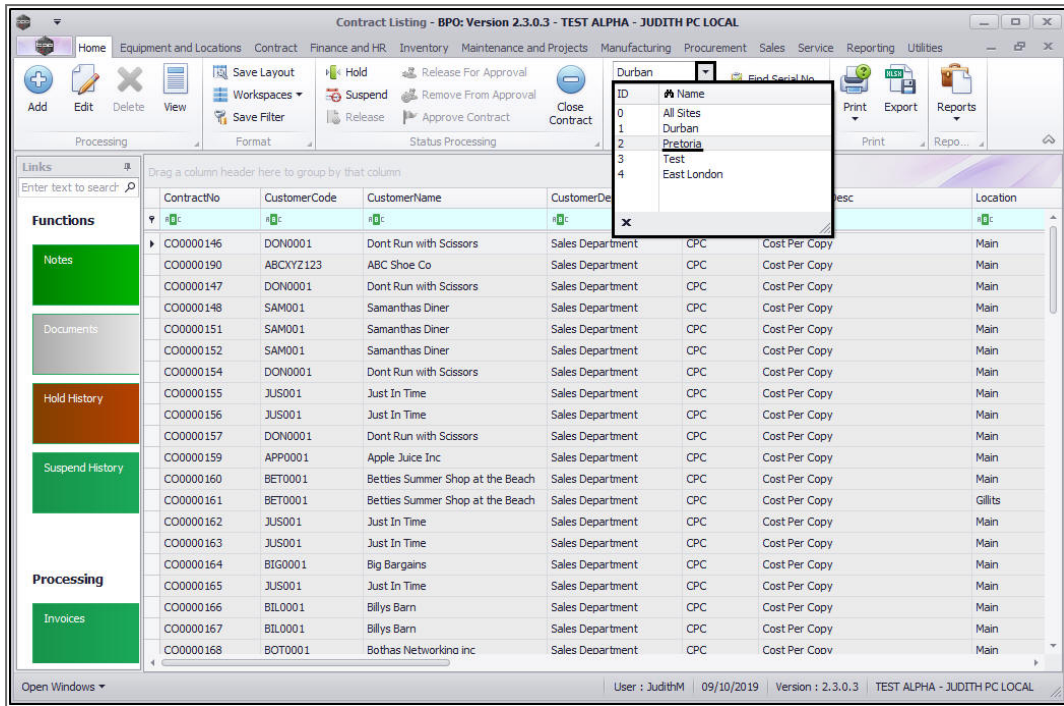 Contract Listing - BPO: Version 2.3.0.3 - TEST ALPHA - JUDITH PC LOCAL
Home Equipment and Locations Contract Finance and HR Inventory Maintenance and Projects Manufacturing Procurement Sales Service Reporting Utilities
Add Edit Delete View
Save Layout
Workspaces
Save Filter
Hold
Suspend
Release
Release For Approval
Remove From Approval
Approve Contract
Close Contract
Durban
Find Serial No
Print Export Reports
Processing Format Status Processing Print Repo...
ID Name
0 All Sites
1 Durban
2 Pretoria
3 Test
4 East London
Links
Enter text to search
Functions
Notes
Documents
Hold History
Suspend History
Processing
Invoices
Drag a column header here to group by that column
ContractNo CustomerCode CustomerName CustomerDe Desc Location
CO0000146 DON0001 Dont Run with Scissors Sales Department CPC Cost Per Copy Main
CO0000190 ABCXYZ123 ABC Shoe Co Sales Department CPC Cost Per Copy Main
CO0000147 DON0001 Dont Run with Scissors Sales Department CPC Cost Per Copy Main
CO0000148 SAM001 Samanthas Diner Sales Department CPC Cost Per Copy Main
CO0000151 SAM001 Samanthas Diner Sales Department CPC Cost Per Copy Main
CO0000152 SAM001 Samanthas Diner Sales Department CPC Cost Per Copy Main
CO0000154 DON0001 Dont Run with Scissors Sales Department CPC Cost Per Copy Main
CO0000155 JUS001 Just In Time Sales Department CPC Cost Per Copy Main
CO0000156 JUS001 Just In Time Sales Department CPC Cost Per Copy Main
CO0000157 DON0001 Dont Run with Scissors Sales Department CPC Cost Per Copy Main
CO0000159 APP0001 Apple Juice Inc Sales Department CPC Cost Per Copy Main
CO0000160 BET0001 Betties Summer Shop at the Beach Sales Department CPC Cost Per Copy Main
CO0000161 BET0001 Betties Summer Shop at the Beach Sales Department CPC Cost Per Copy Gillits
CO0000162 JUS001 Just In Time Sales Department CPC Cost Per Copy Main
CO0000163 JUS001 Just In Time Sales Department CPC Cost Per Copy Main
CO0000164 BIG0001 Big Bargains Sales Department CPC Cost Per Copy Main
CO0000165 JUS001 Just In Time Sales Department CPC Cost Per Copy Main
CO0000166 BIL0001 Billys Barn Sales Department CPC Cost Per Copy Main
CO0000167 BIL0001 Billys Barn Sales Department CPC Cost Per Copy Main
CO0000168 BOT0001 Bothas Networking inc Sales Department CPC Cost Per Copy Main
Open Windows User : JudithM 09/10/2019 Version : 2.3.0.3 TEST ALPHA - JUDITH PC LOCAL